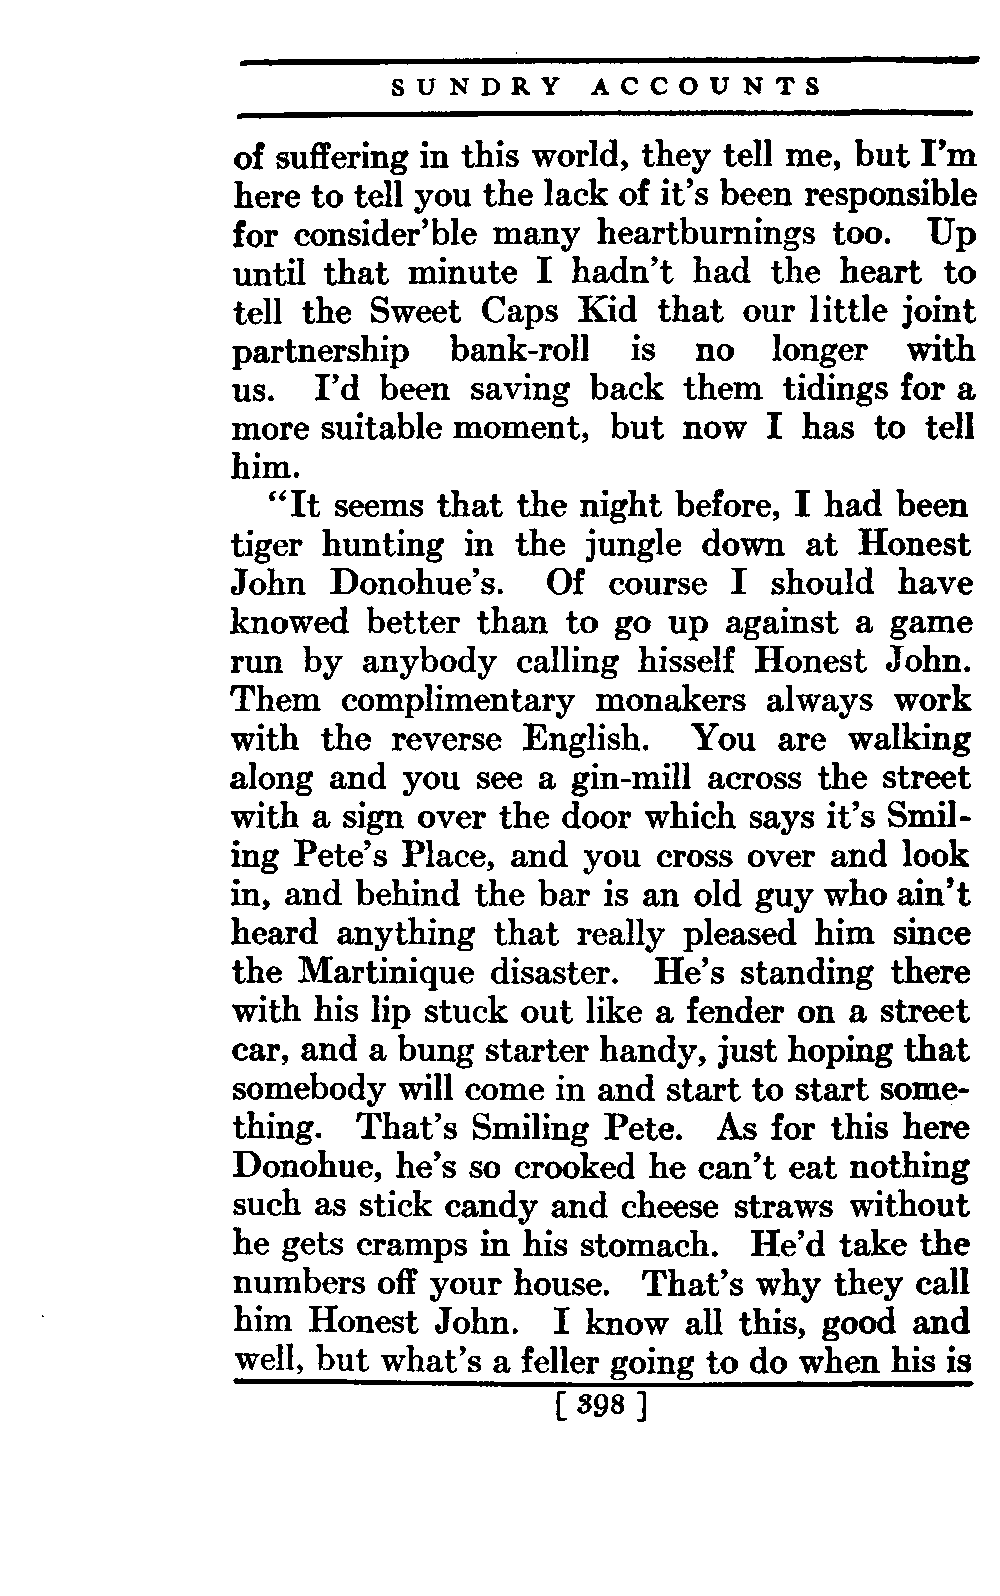 SUNDRY ACCOUNTS
of suffering in this world, they tell me, but I'm
here to tell you the lack of it's been responsible
for consider'ble many heartburnings too. Up
until that minute I hadn't had the heart to
tell the Sweet Caps Kid that our little joint
partnership bank-roll is no longer with
us. I'd been saving back them tidings for a
more suitable moment, but now I has to tell
him.
"It seems that the night before, I had been
tiger hunting in the jungle down at Honest
John Donohue's. Of course I should have
knowed better than to go up against a game
run by anybody calling hisself Honest John.
Them complimentary monakers always work
with the reverse English. You are walking
along and you see a gin-mill across the street
with a sign over the door which says it's Smil-
ing Pete's Place, and you cross over and look
in, and behind the bar is an old guy who ain't
heard anything that really pleased him since
the Martinique disaster. He's standing there
with his lip stuck out like a fender on a street
car, and a bung starter handy, just hoping that
somebody will come in and start to start some-
thing. That's Smiling Pete. As for this here
Donohue, he's so crooked he can't eat nothing
such as stick candy and cheese straws without
he gets cramps in his stomach. He'd take the
numbers off your house. That's why they call
him Honest John. I know all this, good and
well, but what's a feller going to do when his is
[ 398 ]